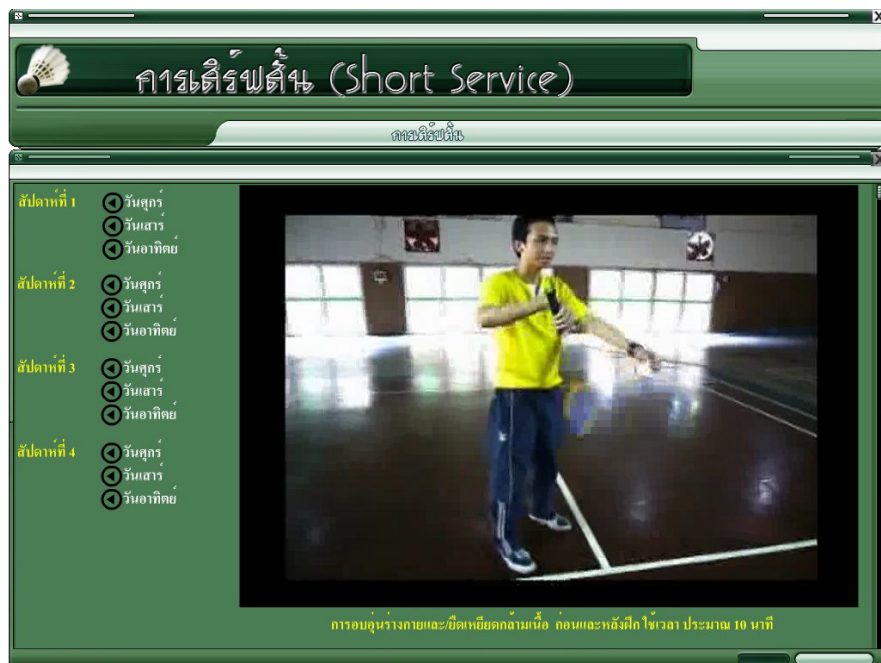 การเสิร์ฟสั้น (Short Service)
การเสิร์ฟสั้น
สัปดาห์ที่ 1
วันศุกร์
วันเสาร์
วันอาทิตย์
สัปดาห์ที่ 2
วันศุกร์
วันเสาร์
วันอาทิตย์
สัปดาห์ที่ 3
วันศุกร์
วันเสาร์
วันอาทิตย์
สัปดาห์ที่ 4
วันศุกร์
วันเสาร์
วันอาทิตย์
การอบอุ่นร่างกายและ/ยืดเหยียดกล้ามเนื้อ ก่อนและหลังฝึก ใช้เวลา ประมาณ 10 นาที